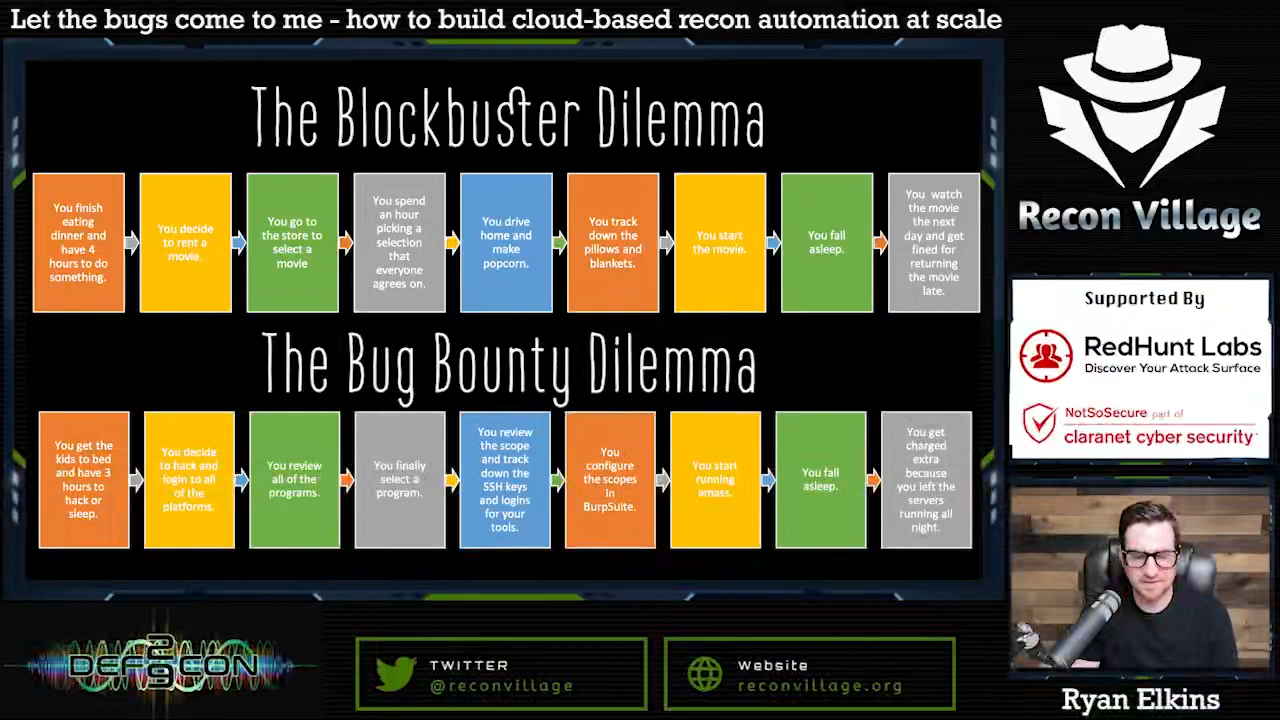 Let the bugs come to me - how to build cloud-based recon automation at scale
The Blockbuster Dilemma
You finish
eating
dinner and
have 4
hours to do
something.
You decide
to rent a
movie.
You go to
the store to
select a
movie
You spend
an hour
picking a
selection
that
everyone
agrees on.
You drive
home and
make
popcorn.
You track
down the
pillows and
blankets.
You start
the movie.
You fall
asleep.
You watch
the movie
the next
day and get
fined for
returning
the movie
late.
The Bug Bounty Dilemma
You get the
kids to bed
and have 3
hours to
hack or
sleep.
You decide
to hack and
login to all
of the
platforms.
You review
all of the
programs.
You finally
select a
program.
You review
the scope
and track
down the
SSH keys
and logins
for your
tools.
You
configure
the scopes
in
BurpSuite.
You start
running
amass.
You fall
asleep.
You get
charged
extra
because
you left the
servers
running all
night.
Recon Village
Supported By
RedHunt Labs
Discover Your Attack Surface
NotSoSecure part of
claranet cyber security
DEF CON
29
TWITTER
@reconvillage
Website
reconvillage.org
Ryan Elkins